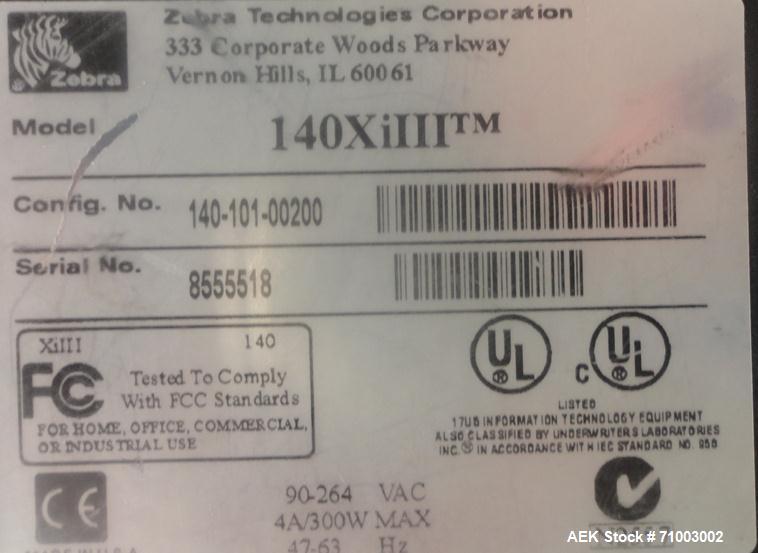 Zebra Technologies Corporation
333 Corporate Woods Parkway
Vernon Hills, IL 60061
Zebra
Model 140XiIII™
Config. No. 140-101-00200
Serial No. 8555518
XiIII 140
FC Tested To Comply
With FCC Standards
FOR HOME, OFFICE, COMMERCIAL,
OR INDUSTRIAL USE
UL ® C UL ®
LISTED
17U8 INFORMATION TECHNOLOGY EQUIPMENT
ALSO CLASSIFIED BY UNDERWRITERS LABORATORIES
INC.® IN ACCORDANCE WITH IEC STANDARD NO. 950
CE
90-264 VAC
4A/300W MAX
47-63 Hz
MADE IN U.S.A.
AEK Stock # 71003002